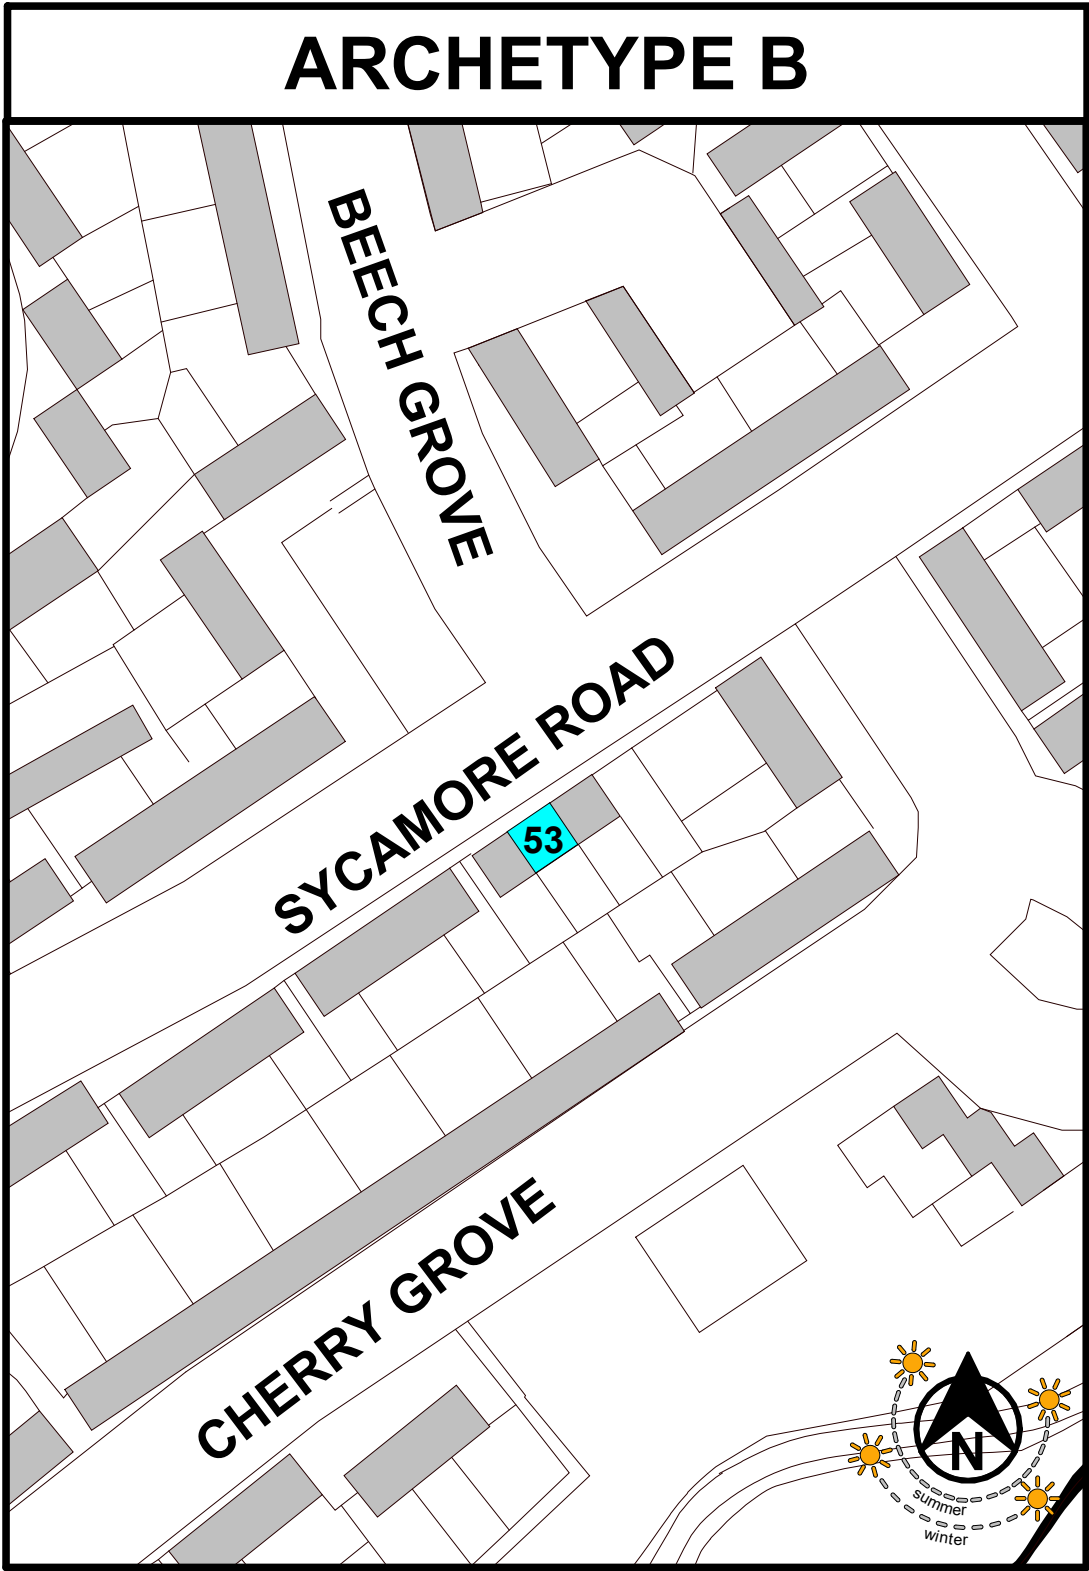 ARCHETYPE B
BEECH GROVE
SYCAMORE ROAD
53
CHERRY GROVE
N
summer
winter